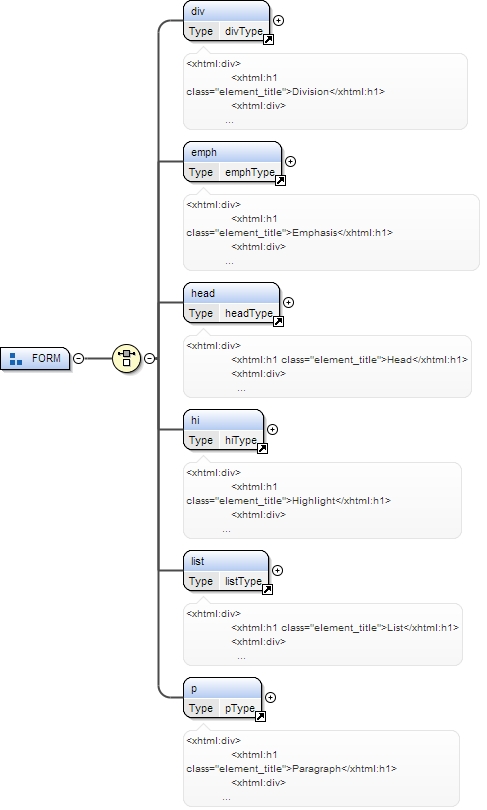 div
Type divType
<xhtml:div>
<xhtml:h1
class="element_title">Division</xhtml:h1>
<xhtml:div>
...
emph
Type emphType
<xhtml:div>
<xhtml:h1
class="element_title">Emphasis</xhtml:h1>
<xhtml:div>
...
head
Type headType
<xhtml:div>
<xhtml:h1 class="element_title">Head</xhtml:h1>
<xhtml:div>
...
FORM
hi
Type hiType
<xhtml:div>
<xhtml:h1
class="element_title">Highlight</xhtml:h1>
<xhtml:div>
...
list
Type listType
<xhtml:div>
<xhtml:h1 class="element_title">List</xhtml:h1>
<xhtml:div>
...
p
Type pType
<xhtml:div>
<xhtml:h1
class="element_title">Paragraph</xhtml:h1>
<xhtml:div>
...